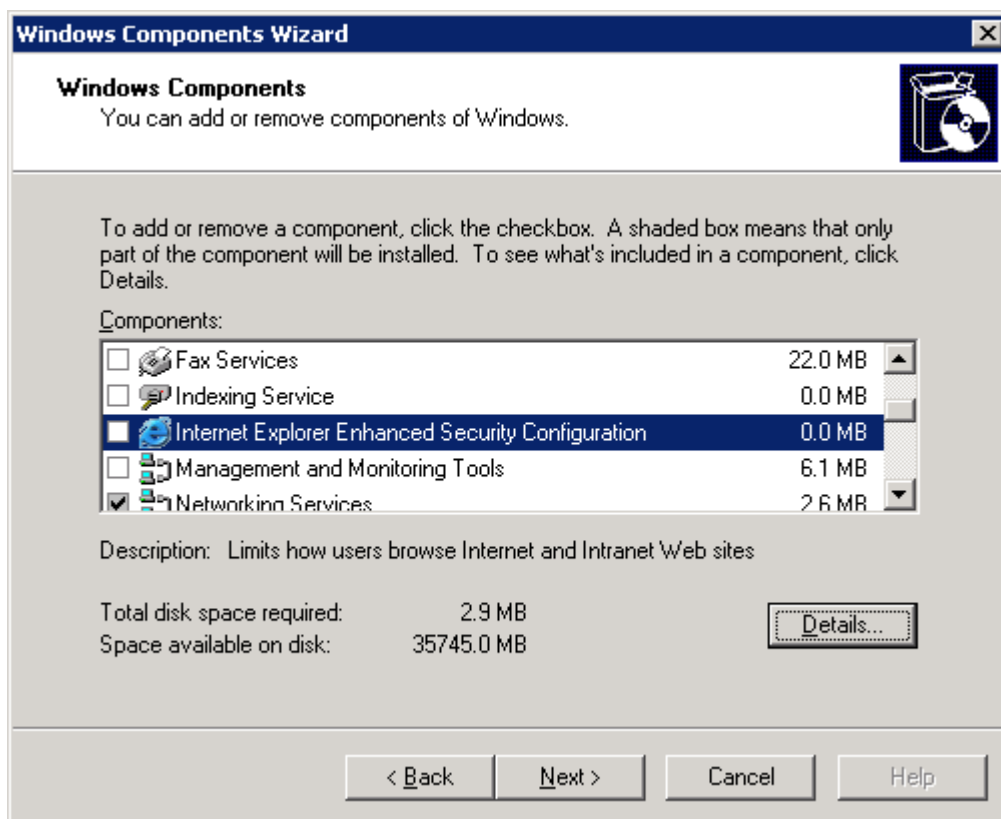 Windows Components Wizard
Windows Components
You can add or remove components of Windows.
To add or remove a component, click the checkbox. A shaded box means that only
part of the component will be installed. To see what's included in a component, click
Details.
Components:
Fax Services 22.0 MB
Indexing Service 0.0 MB
Internet Explorer Enhanced Security Configuration 0.0 MB
Management and Monitoring Tools 6.1 MB
Networking Services 2.6 MB
Description: Limits how users browse Internet and Intranet Web sites
Total disk space required: 2.9 MB
Space available on disk: 35745.0 MB
Details...
< Back Next > Cancel Help